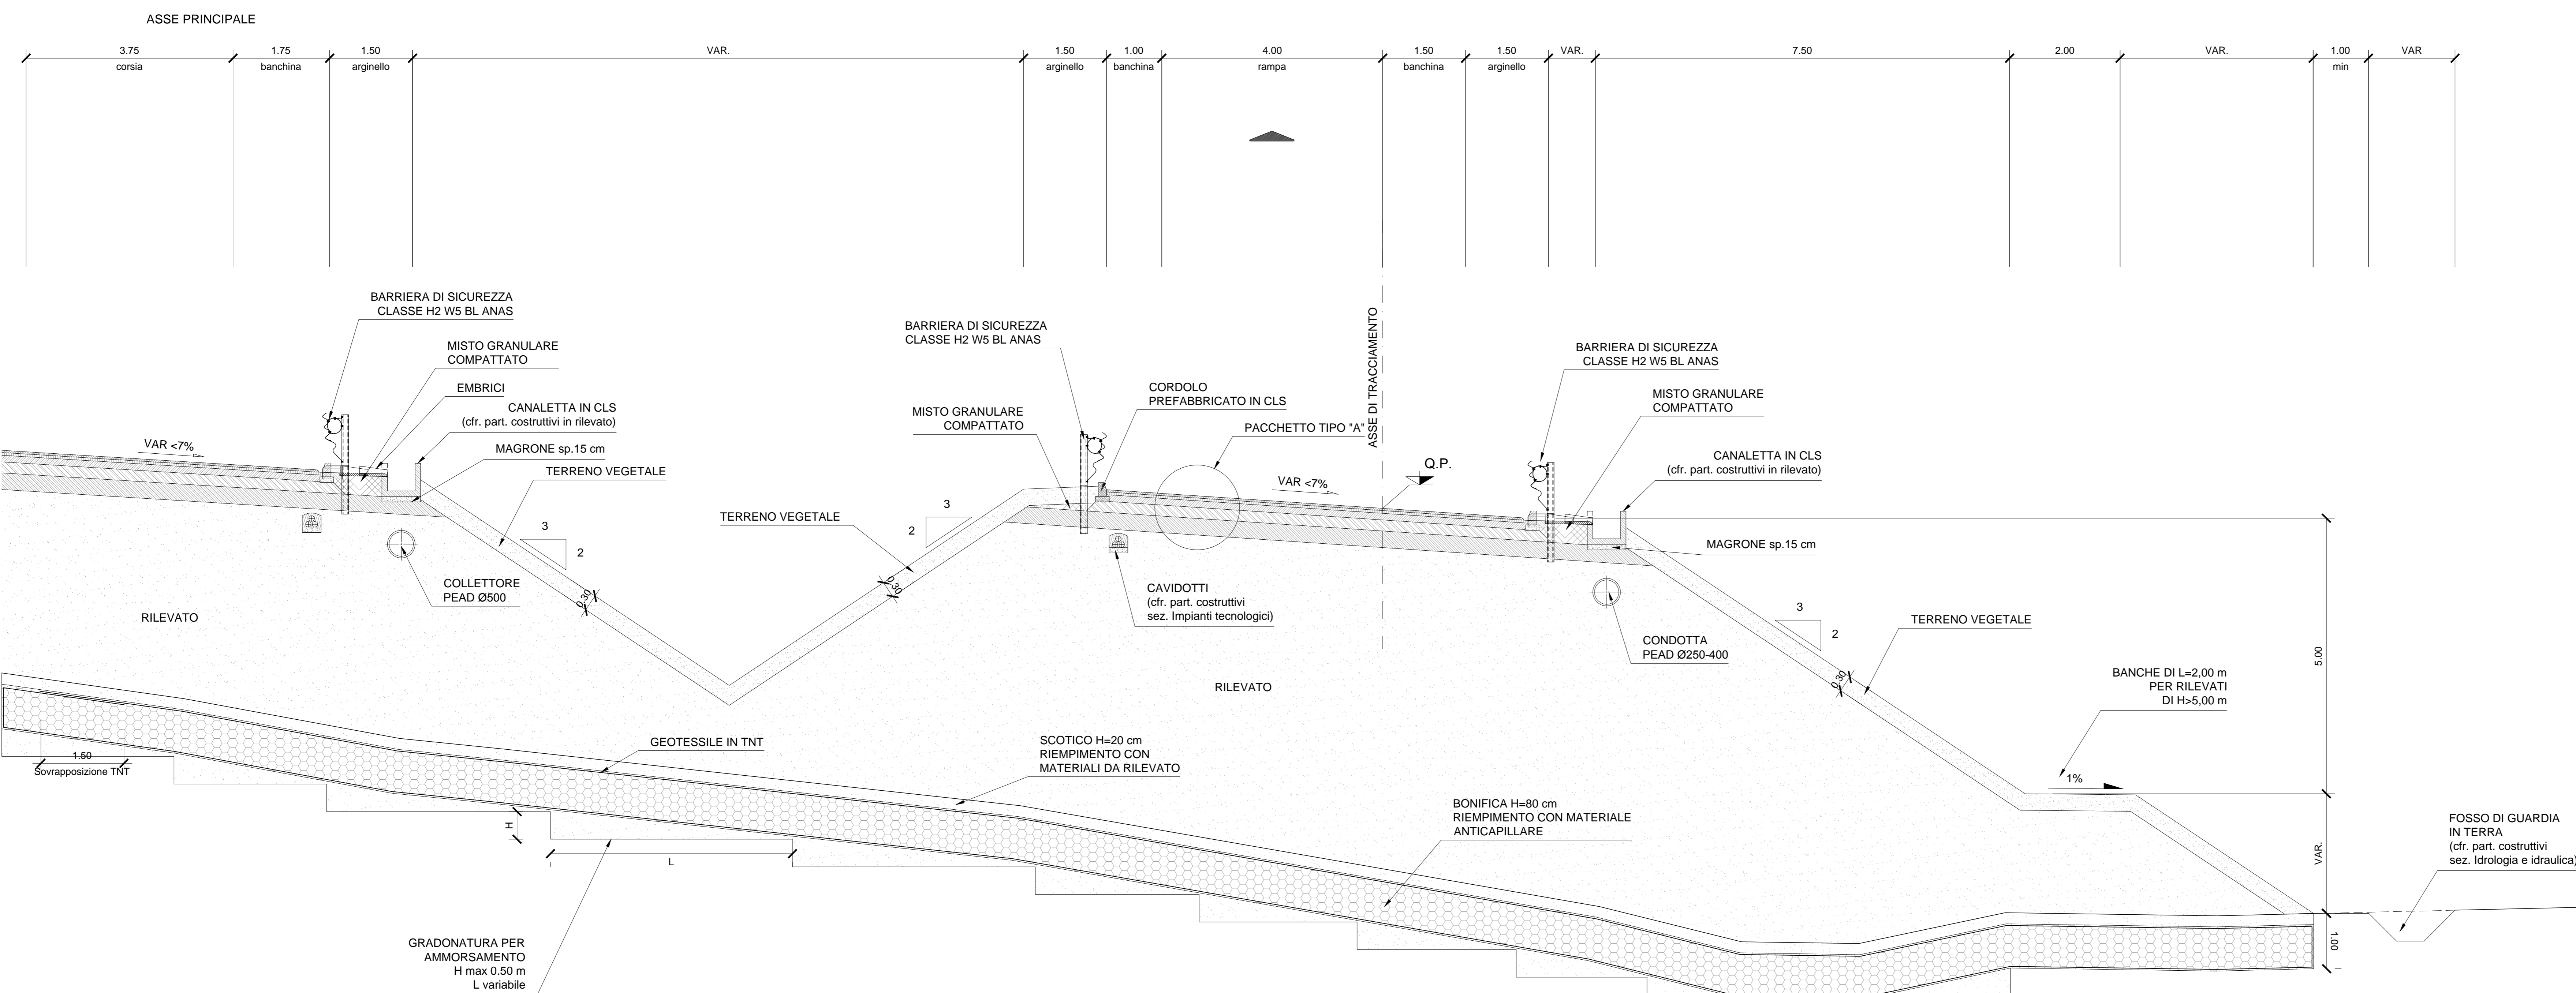 ASSE PRINCIPALE
3.75
1.75
1.50
VAR.
1.50
1.00
4.00
1.50
1.50
VAR.
7.50
2.00
VAR.
1.00
VAR
corsia
banchina
arginello
arginello
banchina
rampa
banchina
arginello
min
BARRIERA DI SICUREZZA
CLASSE H2 W5 BL ANAS
MISTO GRANULARE
COMPATTATO
EMBRICI
CANALETTA IN CLS
(cfr. part. costruttivi in rilevato)
MAGRONE sp.15 cm
TERRENO VEGETALE
VAR <7%
3
2
0.30
COLLETTORE
PEAD Ø500
RILEVATO
BARRIERA DI SICUREZZA
CLASSE H2 W5 BL ANAS
MISTO GRANULARE
COMPATTATO
CORDOLO
PREFABBRICATO IN CLS
PACCHETTO TIPO "A"
ASSE DI TRACCIAMENTO
Q.P.
VAR <7%
TERRENO VEGETALE
3
2
0.30
CAVIDOTTI
(cfr. part. costruttivi
sez. Impianti tecnologici)
RILEVATO
BARRIERA DI SICUREZZA
CLASSE H2 W5 BL ANAS
MISTO GRANULARE
COMPATTATO
CANALETTA IN CLS
(cfr. part. costruttivi in rilevato)
MAGRONE sp.15 cm
CONDOTTA
PEAD Ø250-400
3
2
0.30
TERRENO VEGETALE
5.00
BANCHE DI L=2,00 m
PER RILEVATI
DI H>5,00 m
1%
VAR.
1.00
FOSSO DI GUARDIA
IN TERRA
(cfr. part. costruttivi
sez. Idrologia e idraulica)
1.50
Sovrapposizione TNT
GEOTESSILE IN TNT
SCOTICO H=20 cm
RIEMPIMENTO CON
MATERIALI DA RILEVATO
BONIFICA H=80 cm
RIEMPIMENTO CON MATERIALE
ANTICAPILLARE
H
L
GRADONATURA PER
AMMORSAMENTO
H max 0.50 m
L variabile